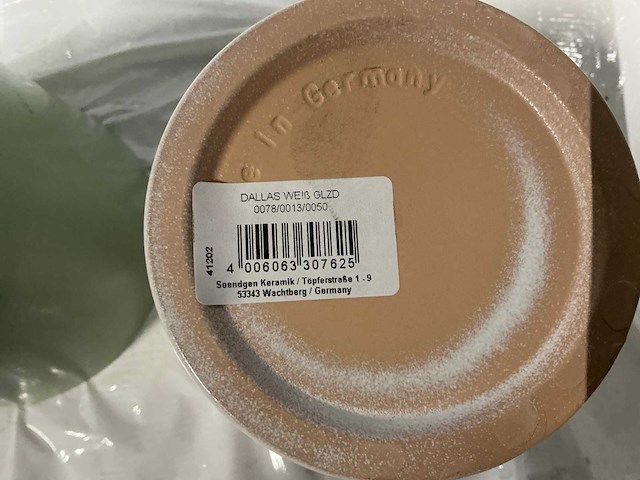 in Germany
DALLAS WEIß GLZD
0078/0013/0050
41202
4 006063 307625
Soendgen Keramik / Töpferstraße 1 - 9
53343 Wachtberg / Germany